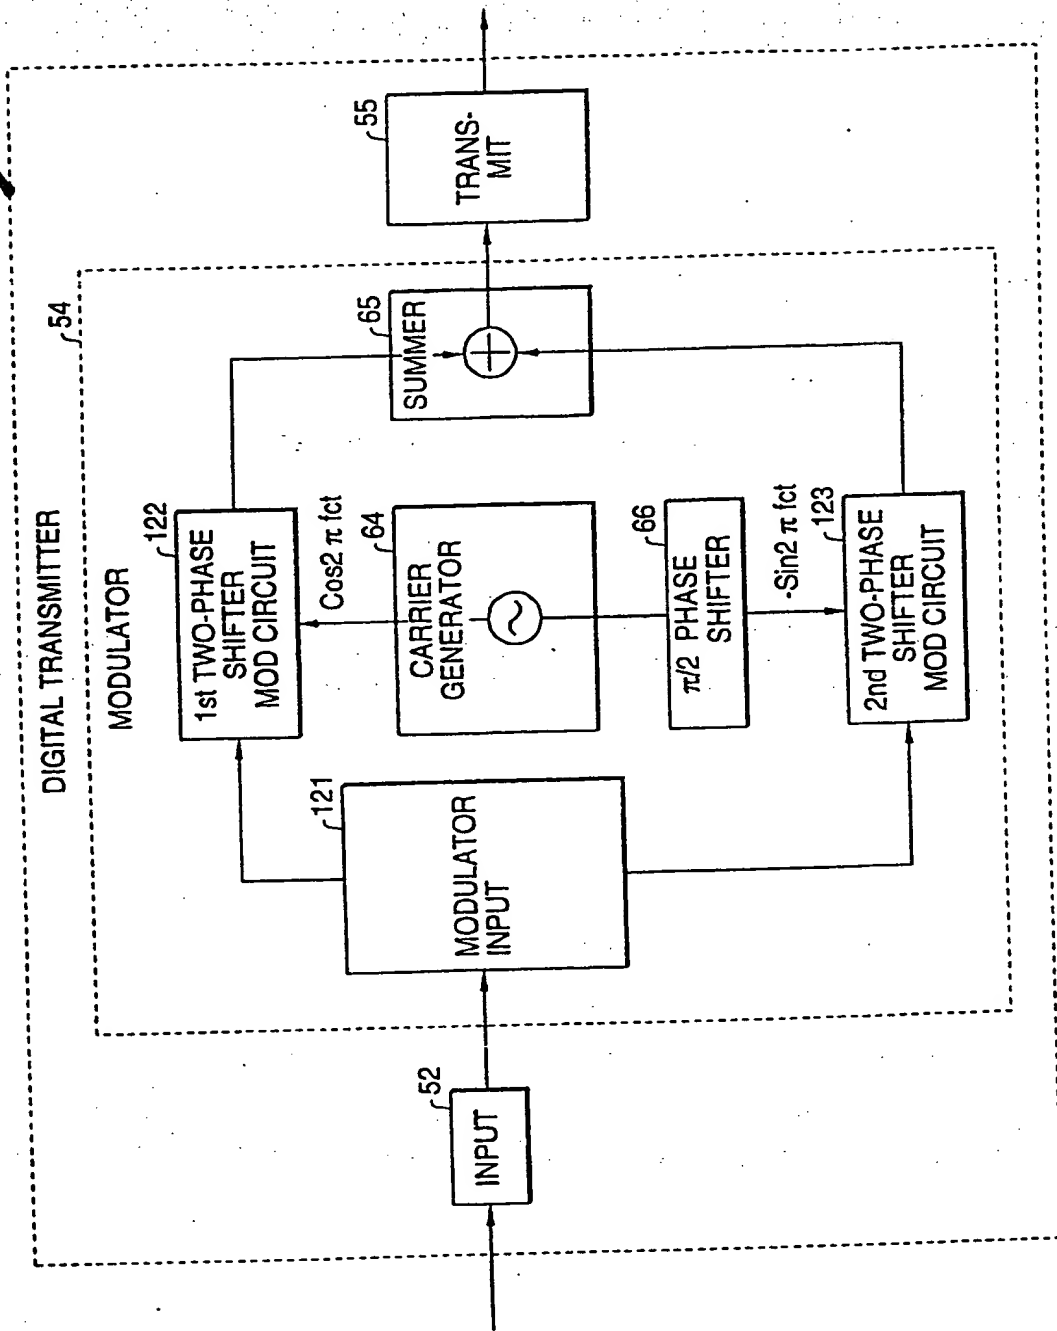 DIGITAL TRANSMITTER
MODULATOR
54
INPUT
52
MODULATOR
INPUT
121
1st TWO-PHASE
SHIFTER
MOD CIRCUIT
122
Cos2 π fct
CARRIER
GENERATOR
64
π/2 PHASE
SHIFTER
66
-Sin2 π fct
2nd TWO-PHASE
SHIFTER
MOD CIRCUIT
123
SUMMER
65
TRANS-
MIT
55